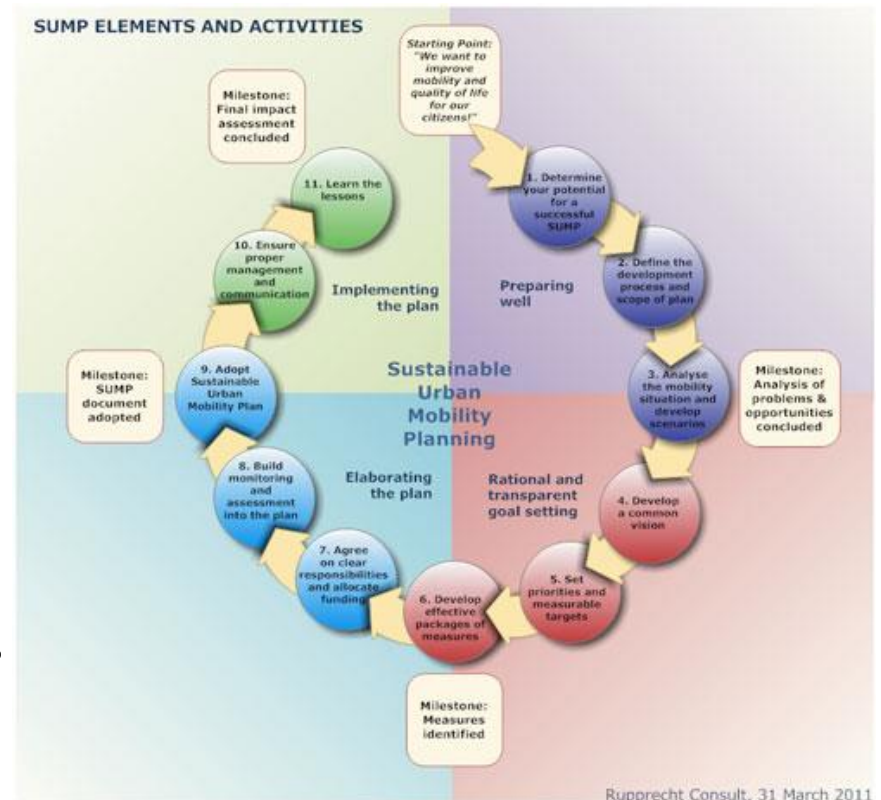 SUMP ELEMENTS AND ACTIVITIES
Starting Point:
"We want to
improve
mobility and
quality of life
for our
citizens!"
Milestone:
Final impact
assessment
concluded
11. Learn the
lessons
1. Determine
your potential
for a
successful
SUMP
10. Ensure
proper
management
and
communication
2. Define the
development
process and
scope of plan
Implementing
the plan
Preparing
well
Milestone:
SUMP
document
adopted
9. Adopt
Sustainable
Urban
Mobility Plan
Sustainable
Urban
Mobility
Planning
3. Analyse
the mobility
situation and
develop
scenarios
Milestone:
Analysis of
problems &
opportunities
concluded
8. Build
monitoring
and
assessment
into the plan
Elaborating
the plan
Rational and
transparent
goal setting
4. Develop
a common
vision
7. Agree
on clear
responsibilities
and allocate
funding
6. Develop
effective
packages of
measures
5. Set
priorities and
measurable
targets
Milestone:
Measures
identified
Rupprecht Consult, 31 March 2011